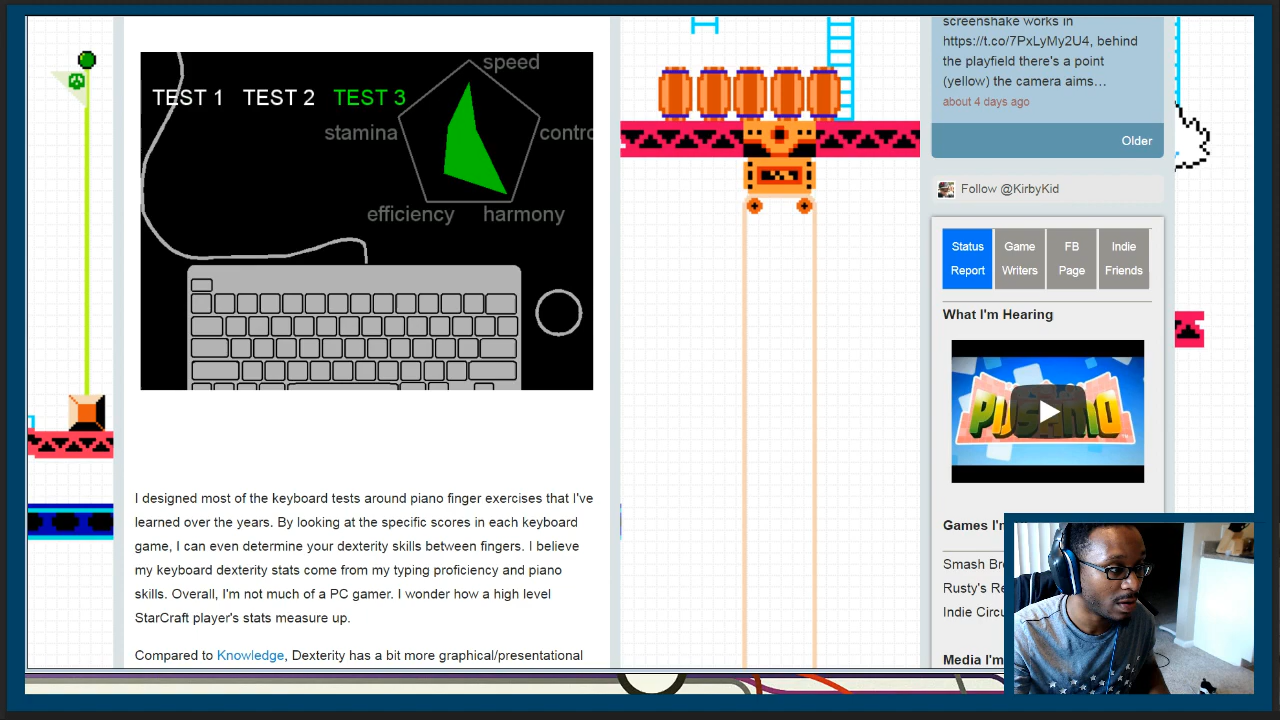 speed
TEST 1 TEST 2 TEST 3
stamina
contro
efficiency harmony
I designed most of the keyboard tests around piano finger exercises that I've
learned over the years. By looking at the specific scores in each keyboard
game, I can even determine your dexterity skills between fingers. I believe
my keyboard dexterity stats come from my typing proficiency and piano
skills. Overall, I'm not much of a PC gamer. I wonder how a high level
StarCraft player's stats measure up.
Compared to Knowledge, Dexterity has a bit more graphical/presentational
screenshake works in
https://t.co/7PxLyMy2U4, behind
the playfield there's a point
(yellow) the camera aims…
about 4 days ago
Older
Follow @KirbyKid
Status Report
Game Writers
FB Page
Indie Friends
What I'm Hearing
PUSHMO
Games I'm
Smash Bro
Rusty's Re
Indie Circu
Media I'm